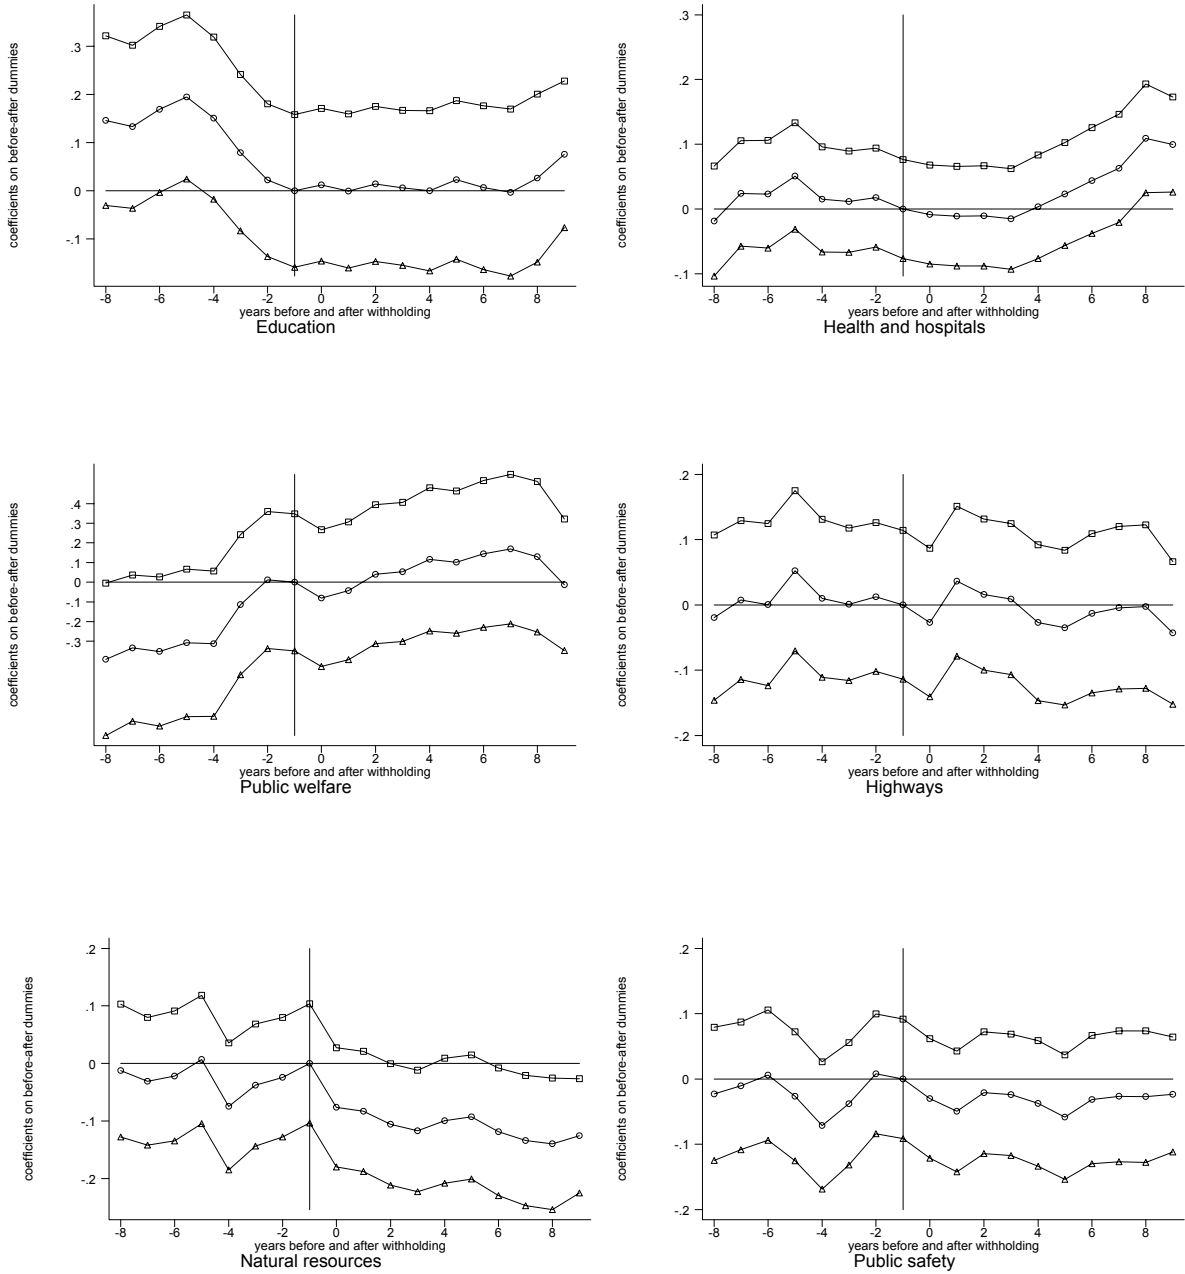 coefficients on before-after dummies
.3
.2
.1
0
-.1
-8 -6 -4 -2 0 2 4 6 8
years before and after withholding
Education
coefficients on before-after dummies
.3
.2
.1
0
-.1
-8 -6 -4 -2 0 2 4 6 8
years before and after withholding
Health and hospitals
coefficients on before-after dummies
.4
.3
.2
.1
0
-.1
-.2
-.3
-8 -6 -4 -2 0 2 4 6 8
years before and after withholding
Public welfare
coefficients on before-after dummies
.2
.1
0
-.1
-.2
-8 -6 -4 -2 0 2 4 6 8
years before and after withholding
Highways
coefficients on before-after dummies
.2
.1
0
-.1
-.2
-8 -6 -4 -2 0 2 4 6 8
years before and after withholding
Natural resources
coefficients on before-after dummies
.2
.1
0
-.1
-.2
-8 -6 -4 -2 0 2 4 6 8
years before and after withholding
Public safety